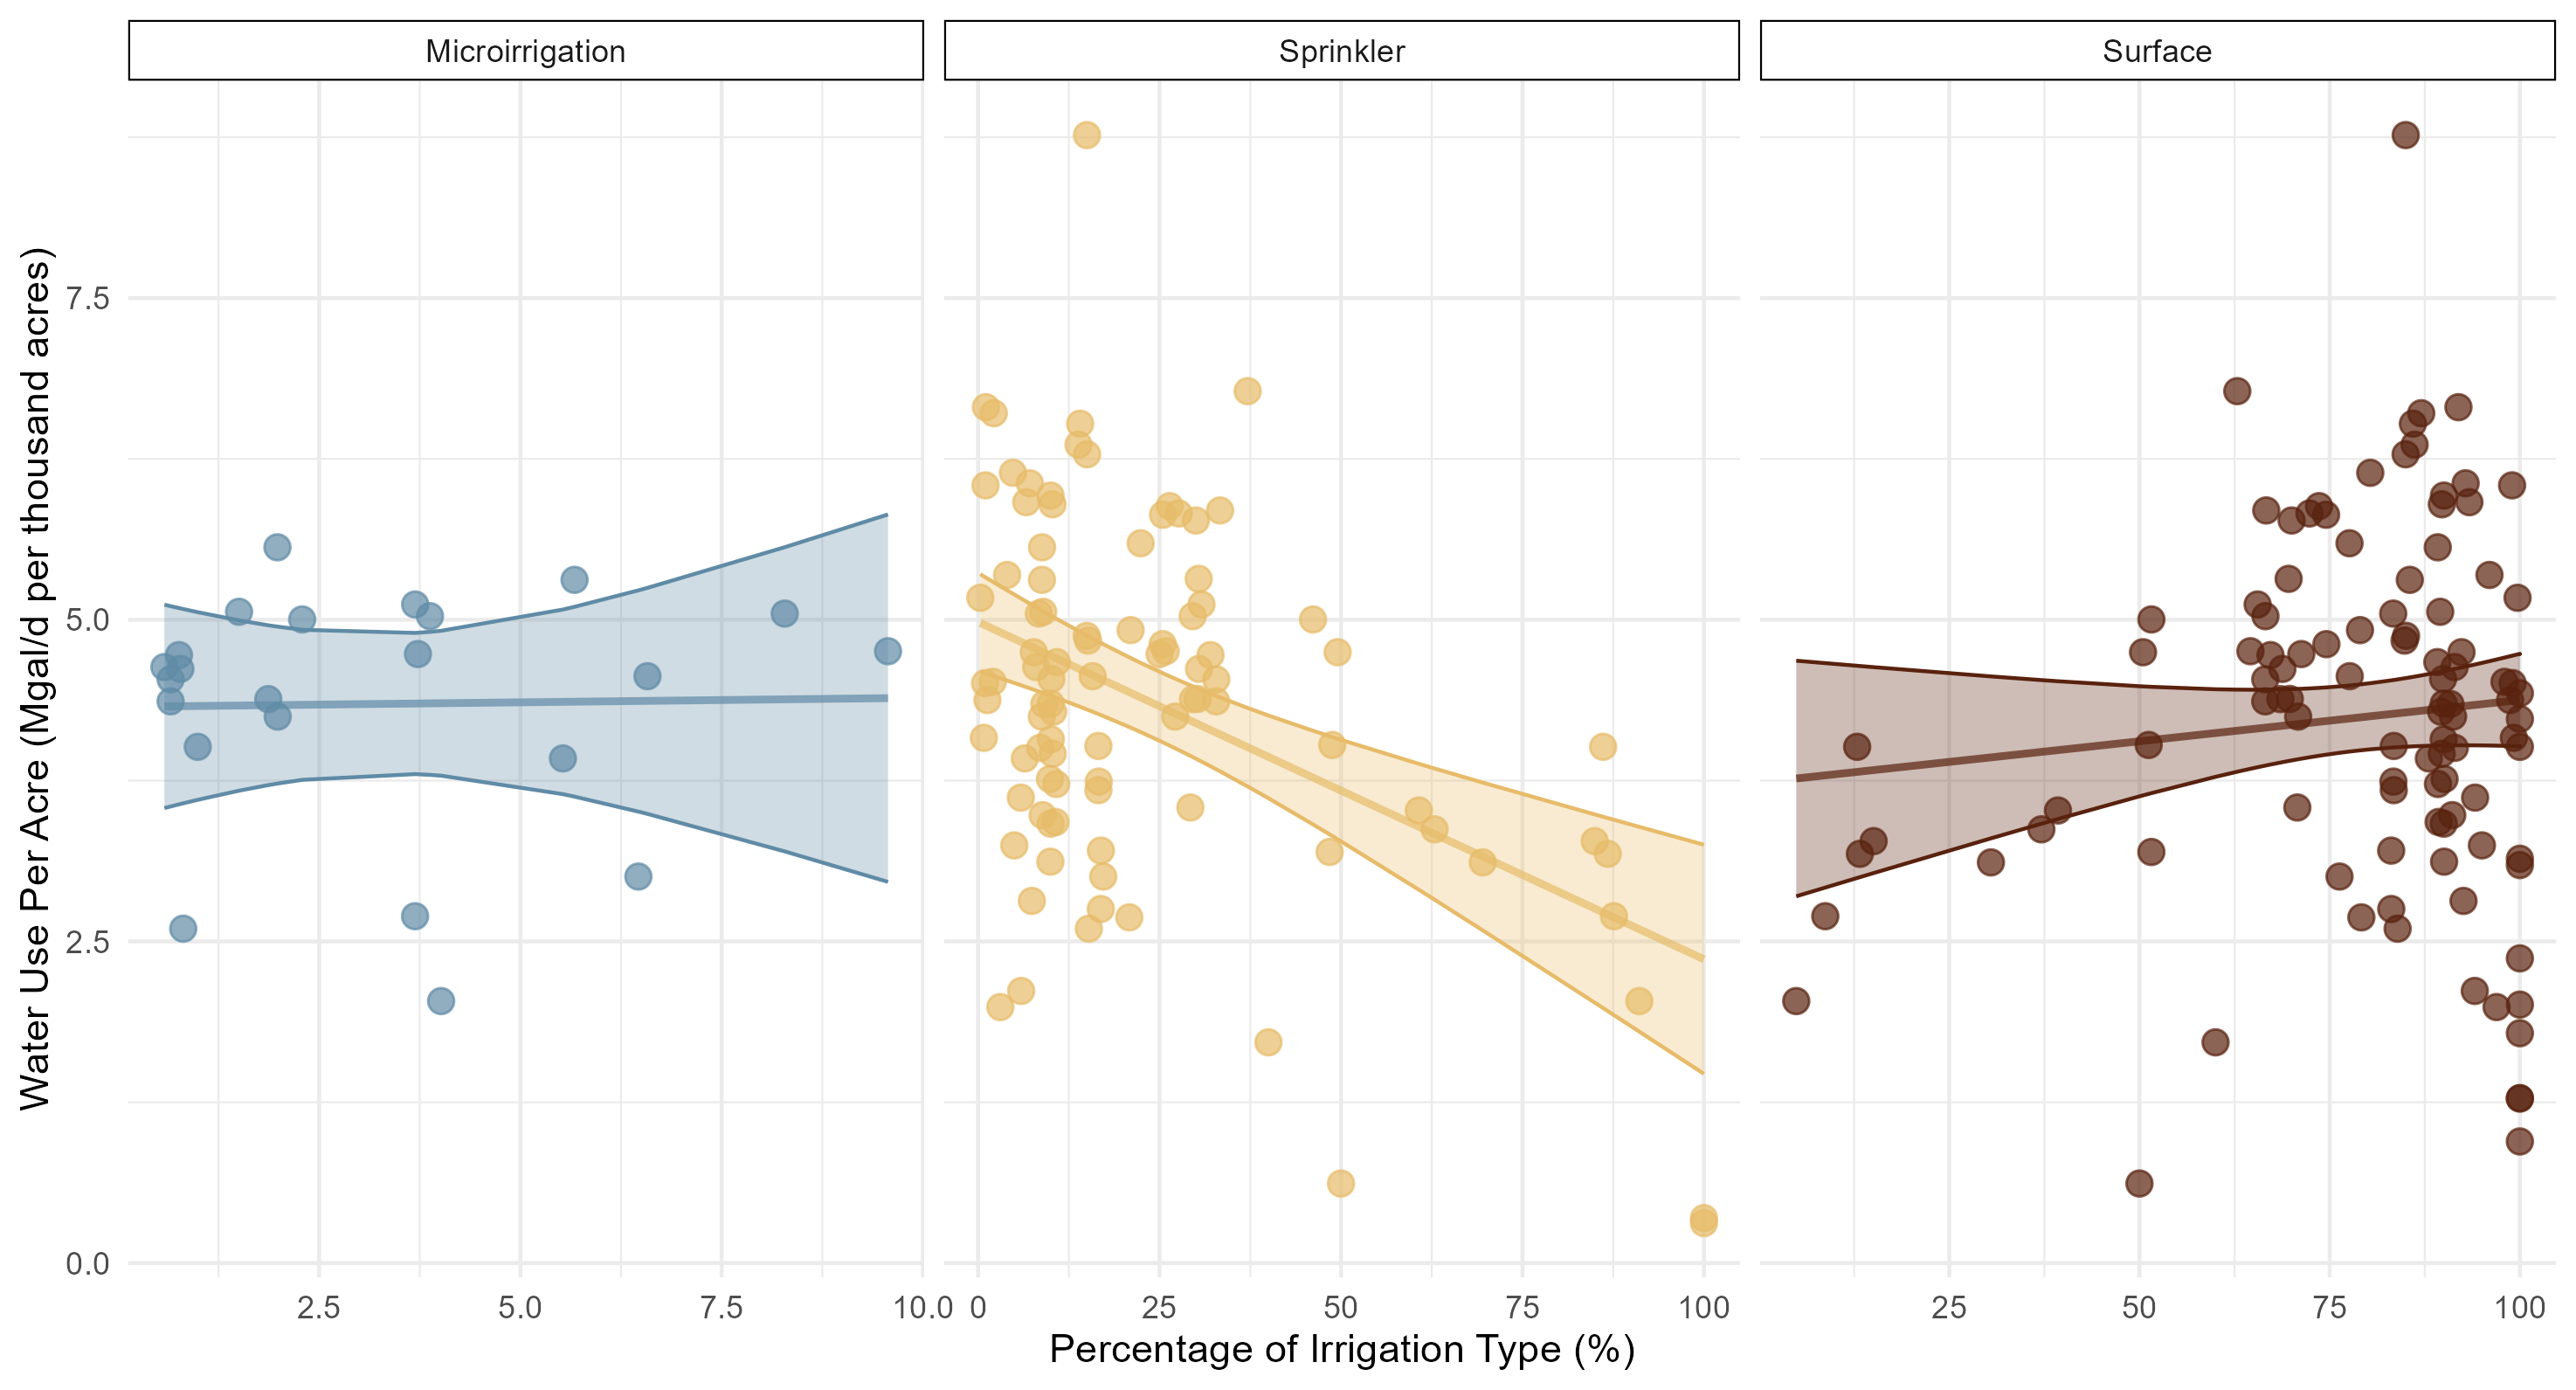 Microirrigation
Sprinkler
Surface
Water Use Per Acre (Mgal/d per thousand acres)
7.5
5.0
2.5
0.0
2.5 5.0 7.5 10.0
0 25 50 75 100
25 50 75 100
Percentage of Irrigation Type (%)